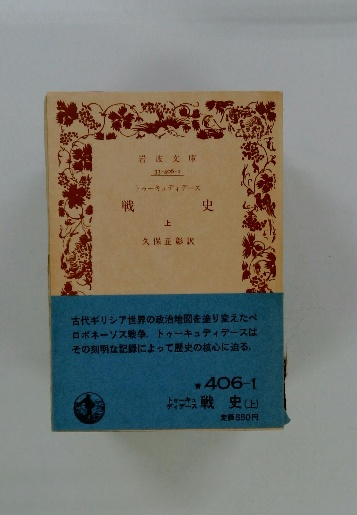 岩波文庫
33-406-1
トゥーキュディデース
戦史
上
久保正彰訳
古代ギリシア世界の政治地図を塗り変えたペ
ロポネーソス戦争。トゥーキュディデースは
その刻明な記録によって歴史の核心に迫る。
青406-1
トゥーキュディデース 戦史(上)
定価550円